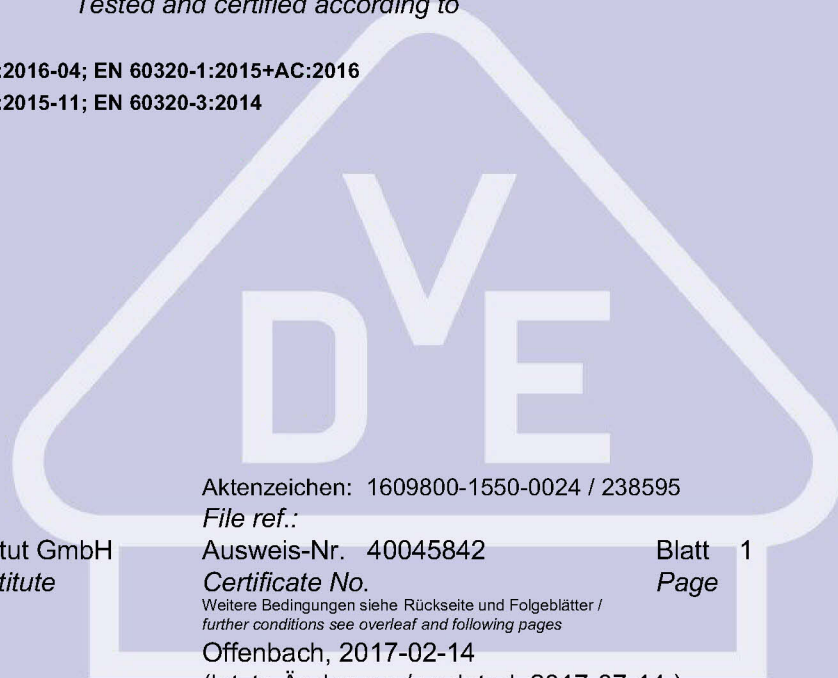 Tested and certified according to
:2016-04; EN 60320-1:2015+AC:2016
:2015-11; EN 60320-3:2014
VDE
Aktenzeichen: 1609800-1550-0024 / 238595
File ref.:
tut GmbH Ausweis-Nr. 40045842 Blatt 1
titute Certificate No. Page
Weitere Bedingungen siehe Rückseite und Folgeblätter /
further conditions see overleaf and following pages
Offenbach, 2017-02-14